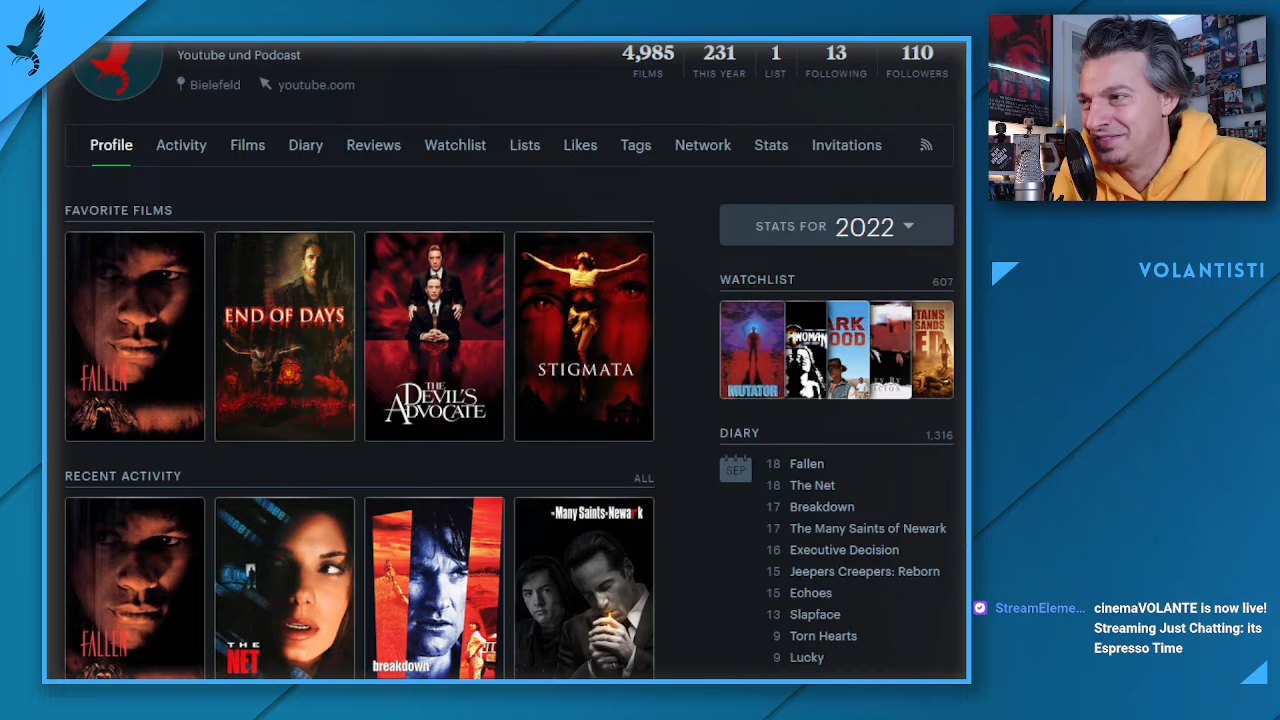 Youtube und Podcast
Bielefeld youtube.com
4,985 231 1 13 110
FILMS THIS YEAR LIST FOLLOWING FOLLOWERS
Profile Activity Films Diary Reviews Watchlist Lists Likes Tags Network Stats Invitations
FAVORITE FILMS
FALLEN
END OF DAYS
THE DEVIL'S ADVOCATE
STIGMATA
RECENT ACTIVITY ALL
FALLEN
THE NET
breakdown
The Many Saints of Newark
STATS FOR 2022
WATCHLIST 607
MUTATOR
DIARY 1,316
SEP
18 Fallen
18 The Net
17 Breakdown
17 The Many Saints of Newark
16 Executive Decision
15 Jeepers Creepers: Reborn
15 Echoes
13 Slapface
9 Torn Hearts
9 Lucky
VOLANTISTI
StreamEleme... cinemaVOLANTE is now live!
Streaming Just Chatting: its
Espresso Time